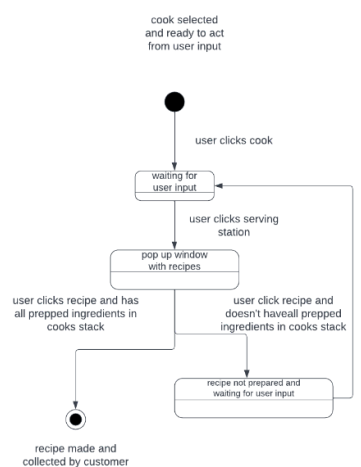 cook selected
and ready to act
from user input
user clicks cook
waiting for
user input
user clicks serving
station
pop up window
with recipes
user clicks recipe and has
all prepped ingredients in
cooks stack
user click recipe and
doesn't haveall prepped
ingredients in cooks stack
recipe not prepared and
waiting for user input
recipe made and
collected by customer